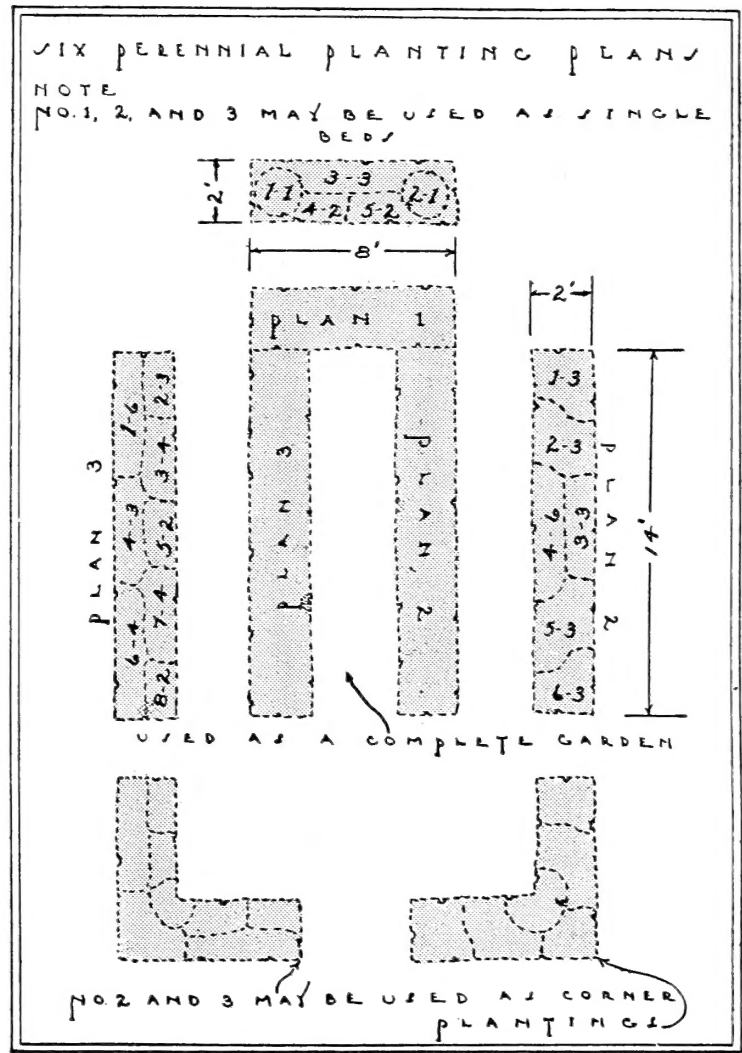 SIX PERENNIAL PLANTING PLANS
NOTE
NO. 1, 2, AND 3 MAY BE USED AS SINGLE
BEDS
2'
1-1
3-3
2-1
4-2
5-2
8'
PLAN 1
2'
PLAN 3
1-6
2-3
3-4
4-3
5-2
6-4
7-4
8-2
PLAN 3
PLAN 2
1-3
2-3
4-6
3-3
5-3
6-3
PLAN 2
14'
USED AS A COMPLETE GARDEN
NO. 2 AND 3 MAY BE USED AS CORNER
PLANTINGS